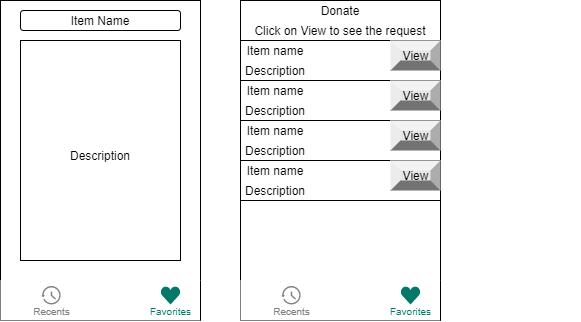 Item Name
Description
Recents
Favorites
Donate
Click on View to see the request
Item name
View
Description
Item name
View
Description
Item name
View
Description
Item name
View
Description
Recents
Favorites